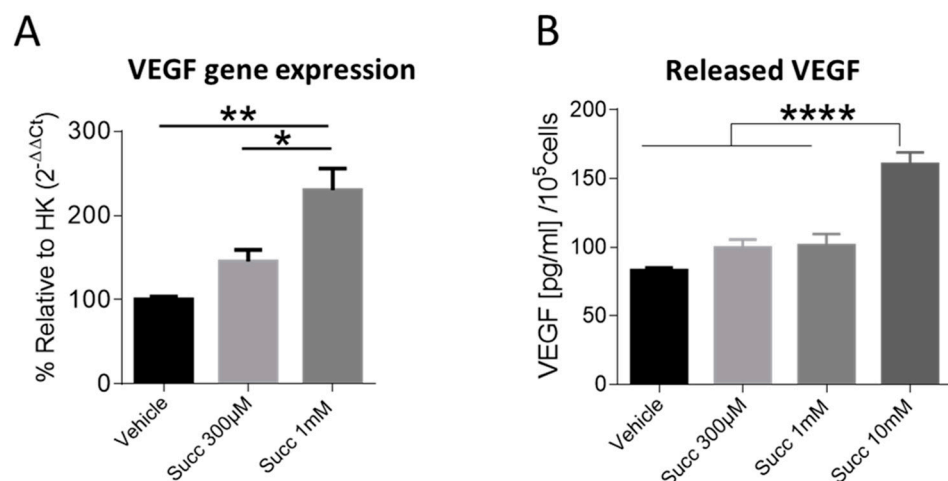 A
VEGF gene expression
% Relative to HK (2-ΔΔCt)
300
200
100
0
**
*
Vehicle
Succ 300µM
Succ 1mM
B
Released VEGF
VEGF [pg/ml] /10⁵cells
200
150
100
50
0
****
Vehicle
Succ 300µM
Succ 1mM
Succ 10mM